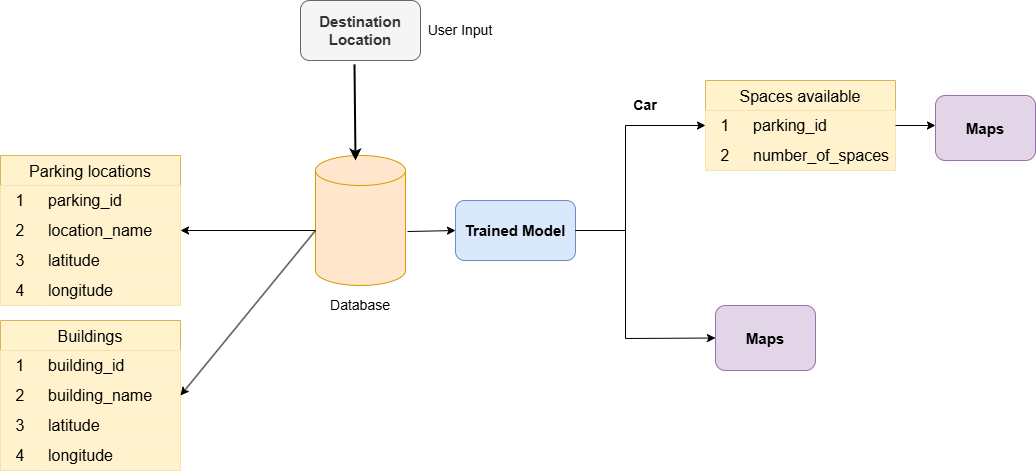 Destination
Location
User Input
Car
Spaces available
1 parking_id
2 number_of_spaces
Maps
Parking locations
1 parking_id
2 location_name
3 latitude
4 longitude
Trained Model
Database
Buildings
1 building_id
2 building_name
3 latitude
4 longitude
Maps